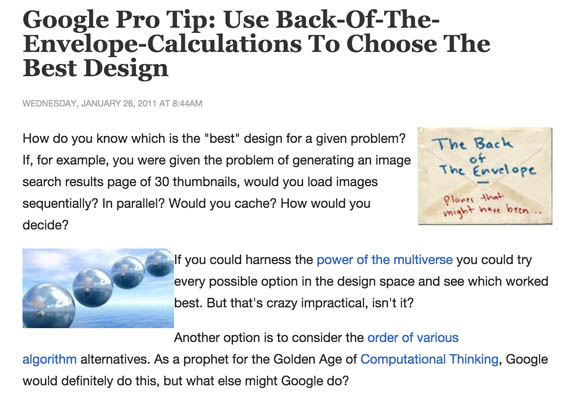 Google Pro Tip: Use Back-Of-The-
Envelope-Calculations To Choose The
Best Design
WEDNESDAY, JANUARY 26, 2011 AT 8:44AM
How do you know which is the "best" design for a given problem?
If, for example, you were given the problem of generating an image
search results page of 30 thumbnails, would you load images
sequentially? In parallel? Would you cache? How would you
decide?
The Back
of
The Envelope
Planes that
might have been...
If you could harness the power of the multiverse you could try
every possible option in the design space and see which worked
best. But that's crazy impractical, isn't it?
Another option is to consider the order of various
algorithm alternatives. As a prophet for the Golden Age of Computational Thinking, Google
would definitely do this, but what else might Google do?